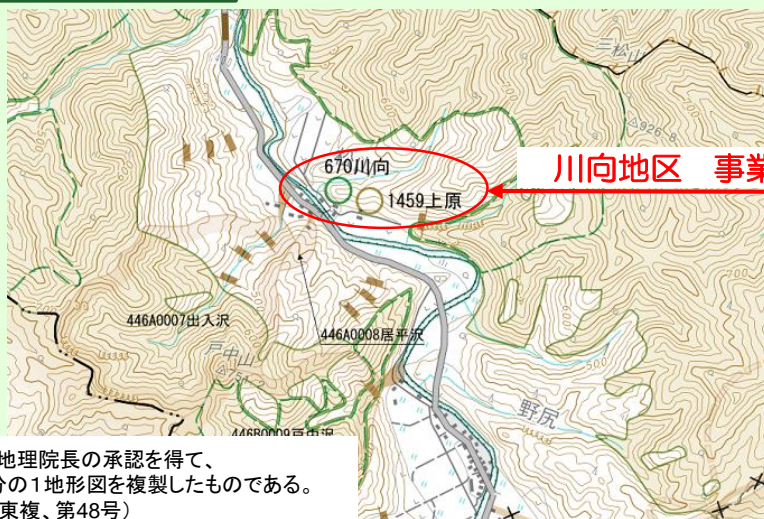 三松山
926.8
670川向
1459上原
川向地区 事業
446A0007出入沢
446A0008居平沢
戸中山
446B0009戸中沢
野尻
地理院長の承認を得て、
分の1地形図を複製したものである。
東複、第48号）